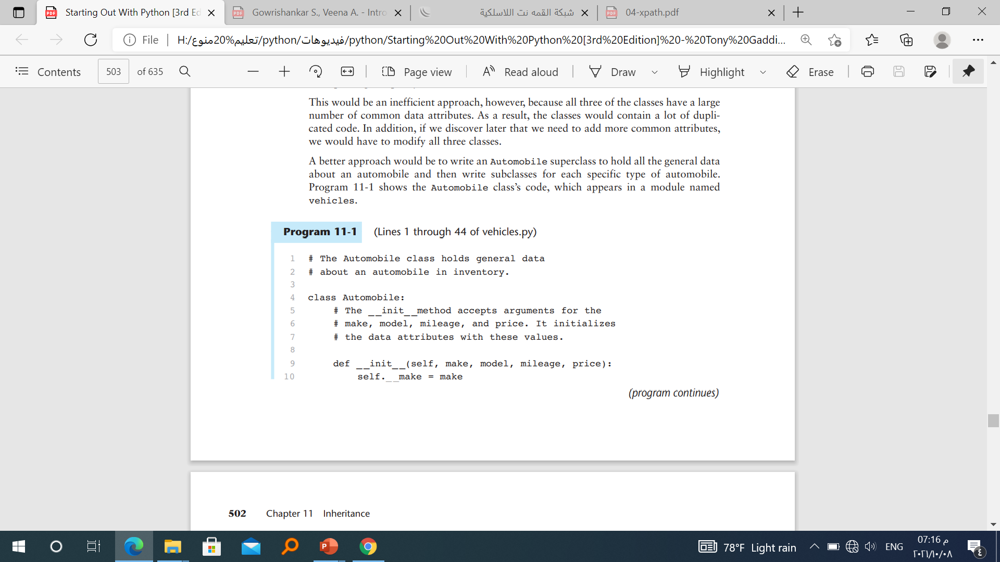 Starting Out With Python [3rd Ed
Gowrishankar S., Veena A. - Intro
شبكة القمه نت اللاسلكية
04-xpath.pdf
File
H:/تعليم%20منوع/python/فيديوهات/python/Starting%20Out%20With%20Python%20[3rd%20Edition]%20-%20Tony%20Gaddi...
Contents
503
of 635
Page view
Read aloud
Draw
Highlight
Erase
This would be an inefficient approach, however, because all three of the classes have a large
number of common data attributes. As a result, the classes would contain a lot of dupli-
cated code. In addition, if we discover later that we need to add more common attributes,
we would have to modify all three classes.
A better approach would be to write an Automobile superclass to hold all the general data
about an automobile and then write subclasses for each specific type of automobile.
Program 11-1 shows the Automobile class's code, which appears in a module named
vehicles.
Program 11-1 (Lines 1 through 44 of vehicles.py)
1 # The Automobile class holds general data
2 # about an automobile in inventory.
3
4 class Automobile:
5 # The __init__method accepts arguments for the
6 # make, model, mileage, and price. It initializes
7 # the data attributes with these values.
8
9 def __init__(self, make, model, mileage, price):
10 self.__make = make
(program continues)
502 Chapter 11 Inheritance
78°F Light rain
ENG
07:16 م
٢٠٢١/١٠/٠٨
٤